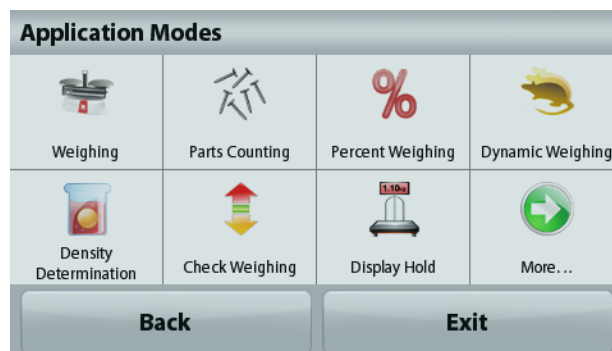 Application Modes
Weighing
Parts Counting
Percent Weighing
Dynamic Weighing
1.10kg
Density
Determination
Check Weighing
Display Hold
More...
Back
Exit